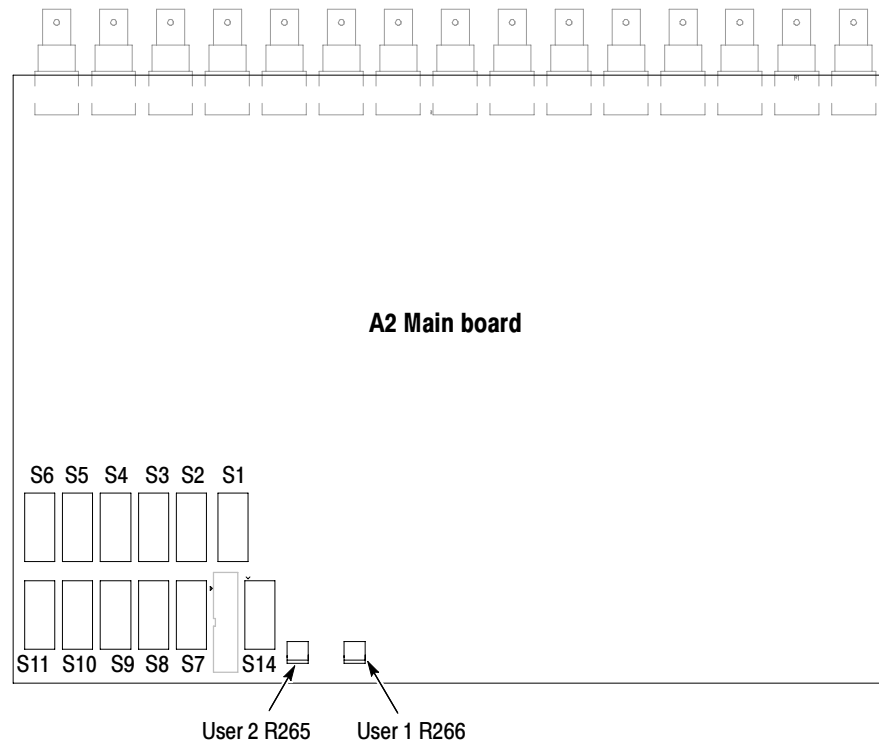 A2 Main board
S6 S5 S4 S3 S2 S1
S11 S10 S9 S8 S7 S14
User 2 R265 User 1 R266